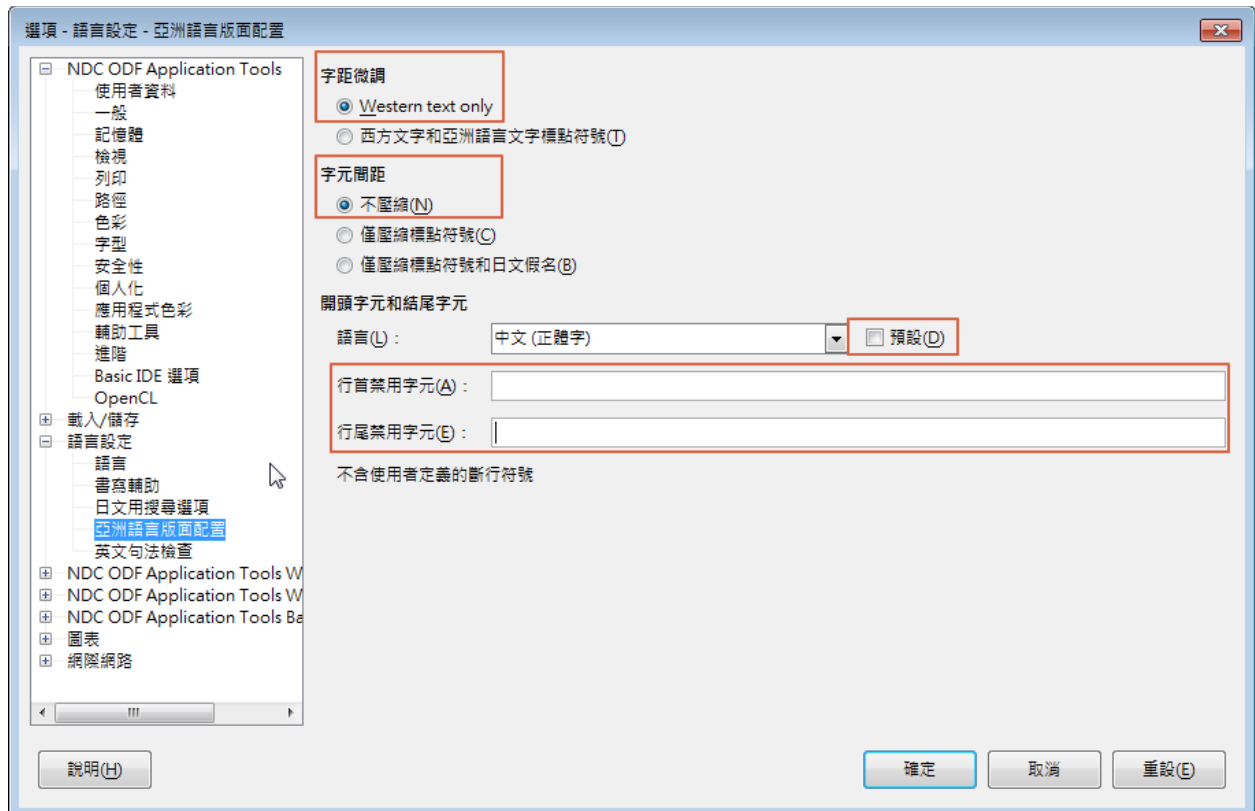 選項 - 語言設定 - 亞洲語言版面配置
NDC ODF Application Tools
使用者資料
一般
記憶體
檢視
列印
路徑
色彩
字型
安全性
個人化
應用程式色彩
輔助工具
進階
Basic IDE 選項
OpenCL
載入/儲存
語言設定
語言
書寫輔助
日文用搜尋選項
亞洲語言版面配置
英文句法檢查
NDC ODF Application Tools W
NDC ODF Application Tools W
NDC ODF Application Tools Ba
圖表
網際網路
字距微調
Western text only
西方文字和亞洲語言文字標點符號(T)
字元間距
不壓縮(N)
僅壓縮標點符號(C)
僅壓縮標點符號和日文假名(B)
開頭字元和結尾字元
語言(L)： 中文 (正體字) 預設(D)
行首禁用字元(A)：
行尾禁用字元(E)：
不含使用者定義的斷行符號
說明(H) 確定 取消 重設(E)